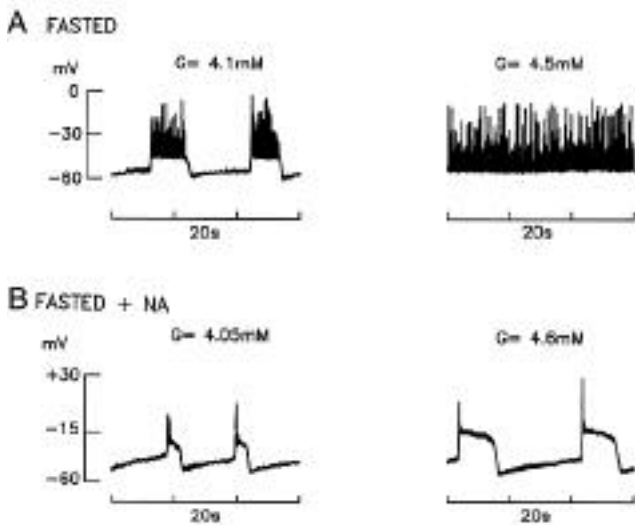 A FASTED
mV G= 4.1mM G= 4.5mM
0
-30
-60
20s 20s
B FASTED + NA
mV G= 4.05mM G= 4.6mM
+30
-15
-60
20s 20s